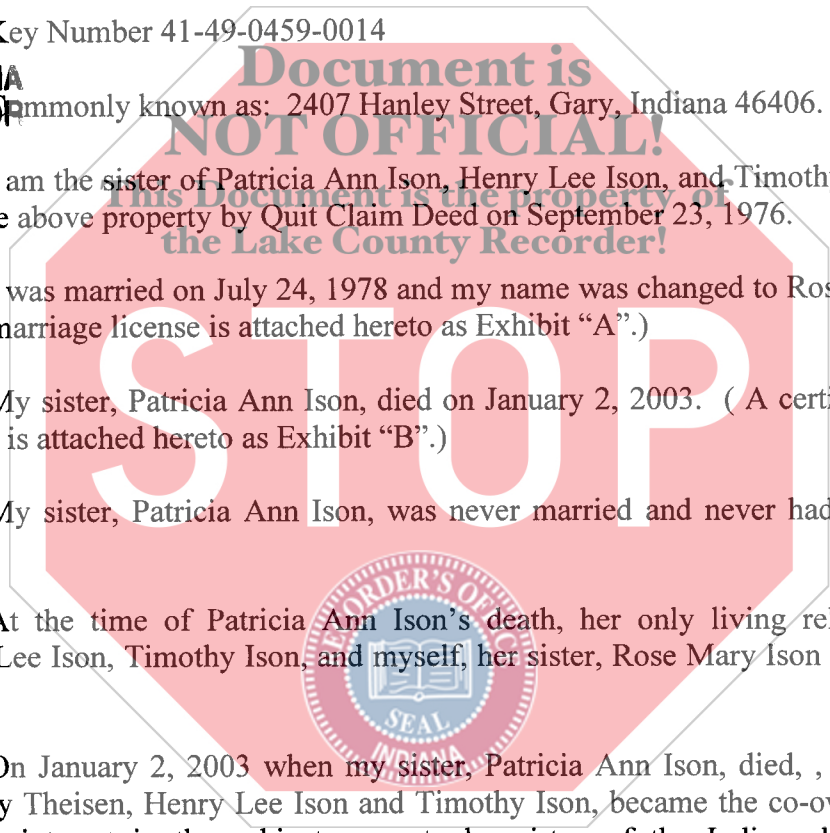 Key Number 41-49-0459-0014
Document is
Commonly known as: 2407 Hanley Street, Gary, Indiana 46406.
NOT OFFICIAL!
am the sister of Patricia Ann Ison, Henry Lee Ison, and Timothy
This Document is the property of
above property by Quit Claim Deed on September 23, 1976.
the Lake County Recorder!
was married on July 24, 1978 and my name was changed to Ros
marriage license is attached hereto as Exhibit “A”.)
STOP
My sister, Patricia Ann Ison, died on January 2, 2003. ( A certi
is attached hereto as Exhibit “B”.)
My sister, Patricia Ann Ison, was never married and never had
RECORDER'S OFFICE
At the time of Patricia Ann Ison’s death, her only living rel
Lee Ison, Timothy Ison, and myself, her sister, Rose Mary Ison
SEAL
INDIANA
On January 2, 2003 when my sister, Patricia Ann Ison, died, ,
y Theisen, Henry Lee Ison and Timothy Ison, became the co-ow